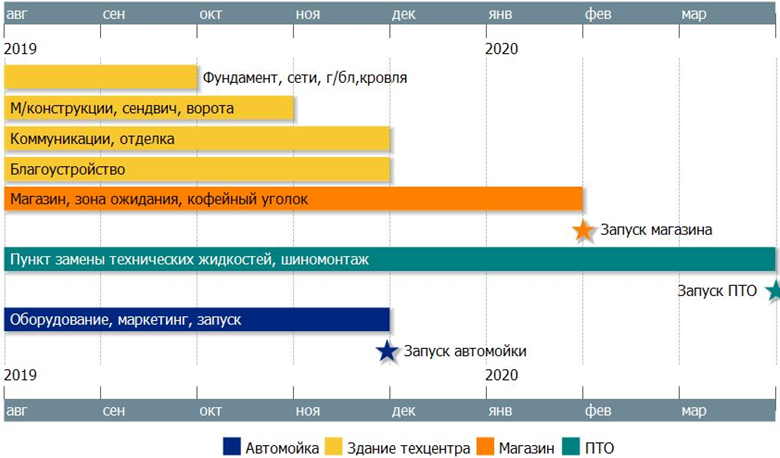 авг сен окт ноя дек янв фев мар
2019 2020
Фундамент, сети, г/бл,кровля
М/конструкции, сендвич, ворота
Коммуникации, отделка
Благоустройство
Магазин, зона ожидания, кофейный уголок
Запуск магазина
Пункт замены технических жидкостей, шиномонтаж
Запуск ПТО
Оборудование, маркетинг, запуск
Запуск автомойки
2019 2020
авг сен окт ноя дек янв фев мар
Автомойка Здание техцентра Магазин ПТО